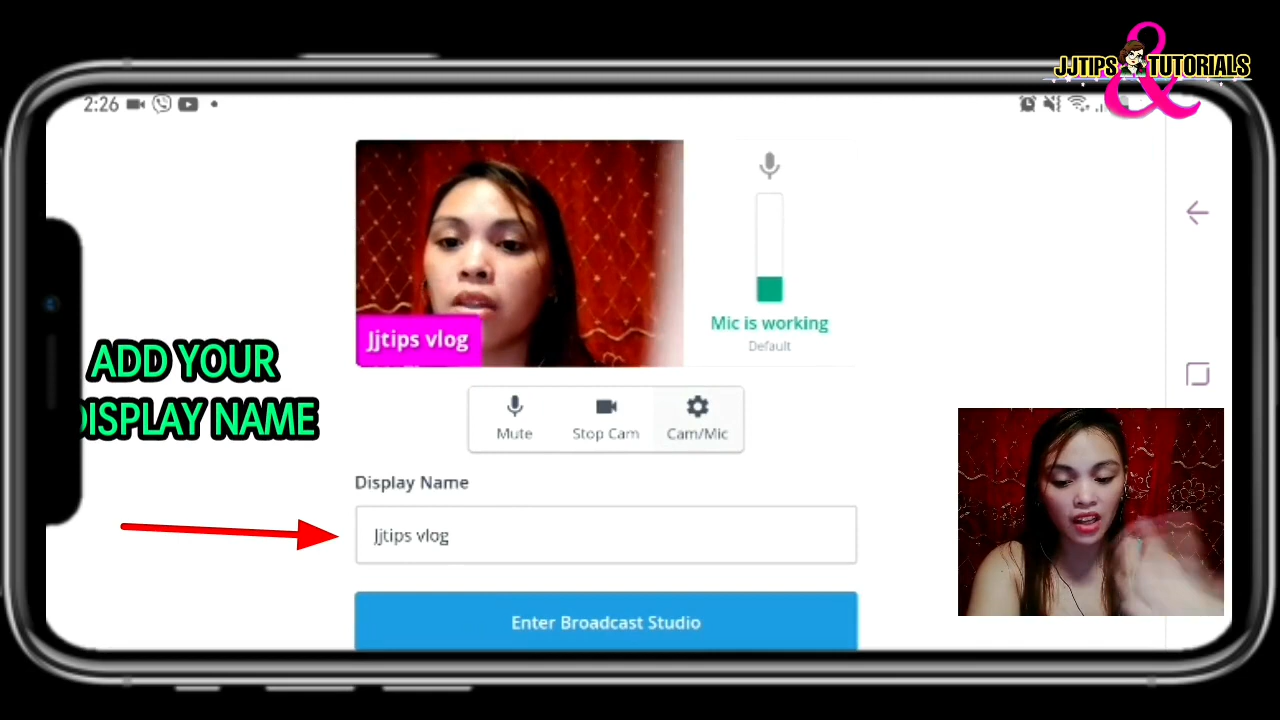 JJTIPS & TUTORIALS
2:26
Jjtips vlog
Mic is working
Default
ADD YOUR
DISPLAY NAME
Mute
Stop Cam
Cam/Mic
Display Name
Jjtips vlog
Enter Broadcast Studio